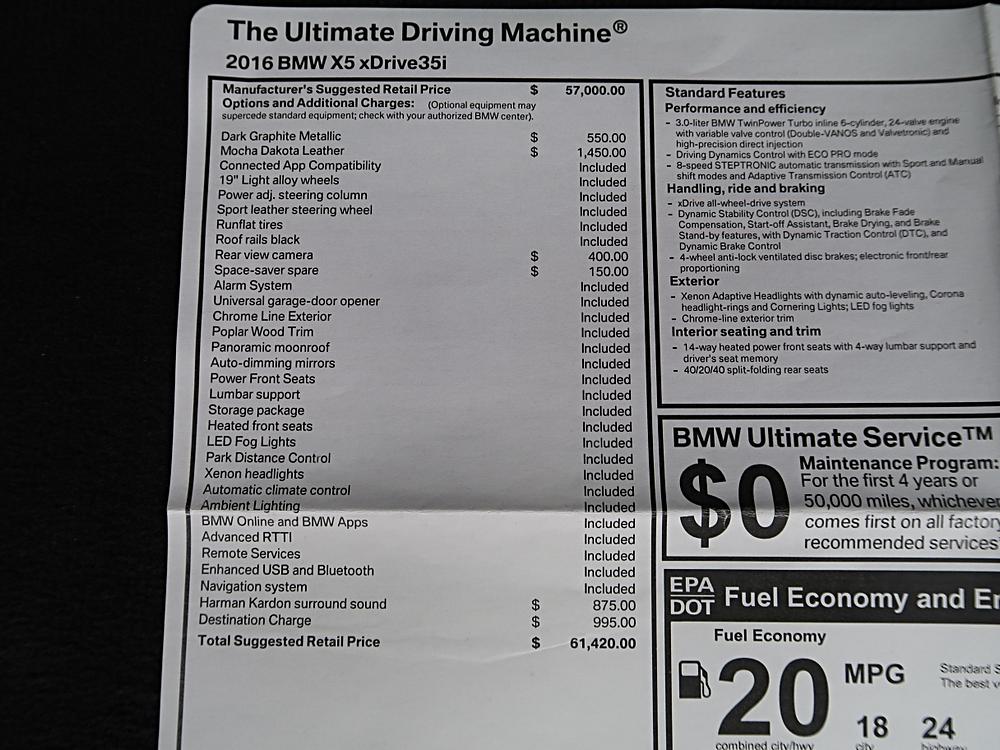 The Ultimate Driving Machine®
2016 BMW X5 xDrive35i
Manufacturer's Suggested Retail Price $ 57,000.00
Options and Additional Charges: (Optional equipment may
supercede standard equipment; check with your authorized BMW center).
Dark Graphite Metallic $ 550.00
Mocha Dakota Leather $ 1,450.00
Connected App Compatibility Included
19" Light alloy wheels Included
Power adj. steering column Included
Sport leather steering wheel Included
Runflat tires Included
Roof rails black Included
Rear view camera $ 400.00
Space-saver spare $ 150.00
Alarm System Included
Universal garage-door opener Included
Chrome Line Exterior Included
Poplar Wood Trim Included
Panoramic moonroof Included
Auto-dimming mirrors Included
Power Front Seats Included
Lumbar support Included
Storage package Included
Heated front seats Included
LED Fog Lights Included
Park Distance Control Included
Xenon headlights Included
Automatic climate control Included
Ambient Lighting Included
BMW Online and BMW Apps Included
Advanced RTTI Included
Remote Services Included
Enhanced USB and Bluetooth Included
Navigation system Included
Harman Kardon surround sound $ 875.00
Destination Charge $ 995.00
Total Suggested Retail Price $ 61,420.00
Standard Features
Performance and efficiency
- 3.0-liter BMW TwinPower Turbo inline 6-cylinder, 24-valve engine
with variable valve control (Double-VANOS and Valvetronic) and
high-precision direct injection
- Driving Dynamics Control with ECO PRO mode
- 8-speed STEPTRONIC automatic transmission with Sport and Manual
shift modes and Adaptive Transmission Control (ATC)
Handling, ride and braking
- xDrive all-wheel-drive system
- Dynamic Stability Control (DSC), including Brake Fade
Compensation, Start-off Assistant, Brake Drying, and Brake
Stand-by features, with Dynamic Traction Control (DTC), and
Dynamic Brake Control
- 4-wheel anti-lock ventilated disc brakes; electronic front/rear
proportioning
Exterior
- Xenon Adaptive Headlights with dynamic auto-leveling, Corona
headlight-rings and Cornering Lights; LED fog lights
- Chrome-line exterior trim
Interior seating and trim
- 14-way heated power front seats with 4-way lumbar support and
driver's seat memory
- 40/20/40 split-folding rear seats
BMW Ultimate Service™
$0
Maintenance Program:
For the first 4 years or
50,000 miles, whichever
comes first on all factory
recommended services
EPA
DOT
Fuel Economy and En
Fuel Economy
20 MPG
Standard S
The best v
18 24
combined city/hwy city highway